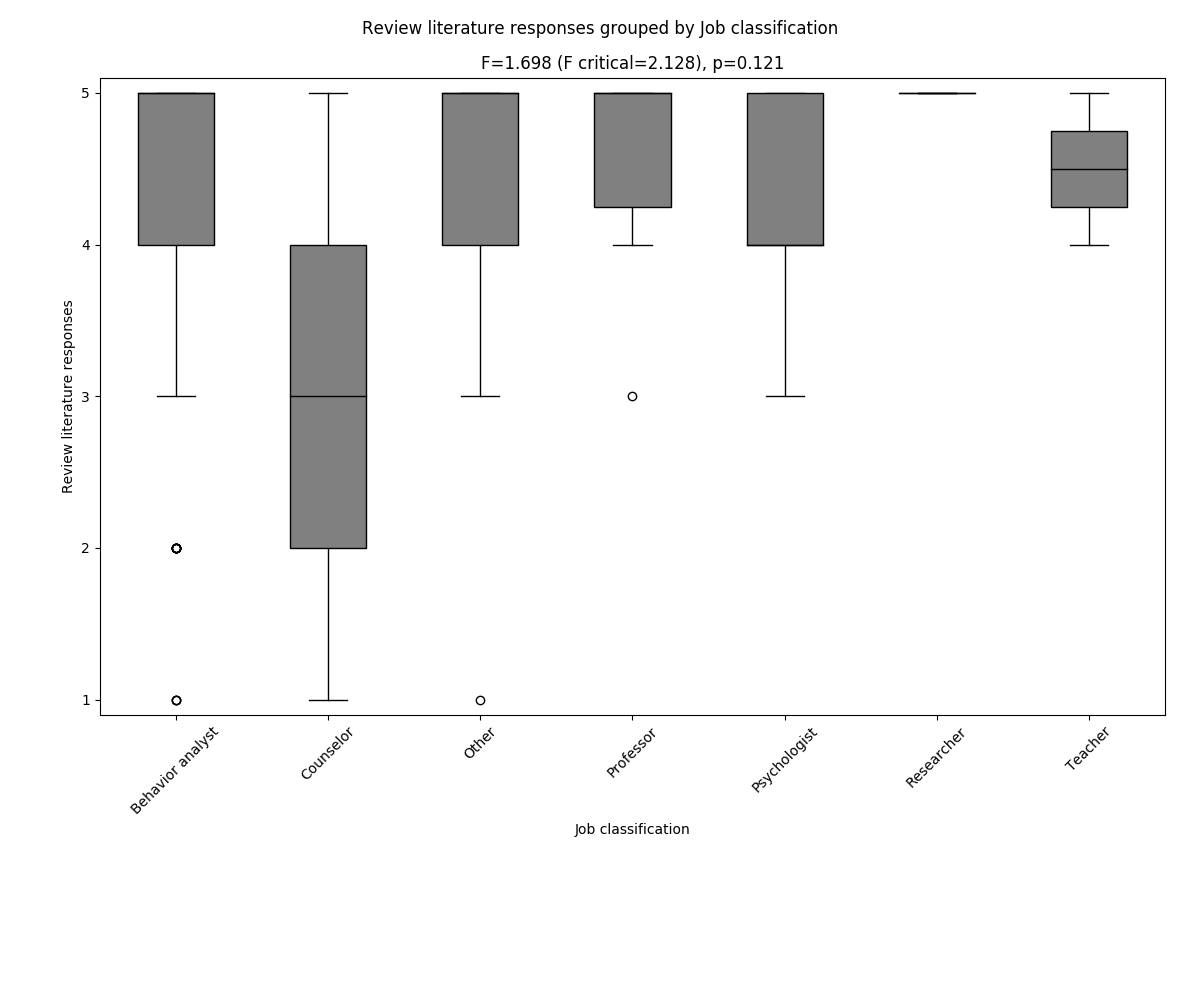 Review literature responses grouped by Job classification
F=1.698 (F critical=2.128), p=0.121
5
4
3
2
1
Review literature responses
Behavior analyst
Counselor
Other
Professor
Psychologist
Researcher
Teacher
Job classification